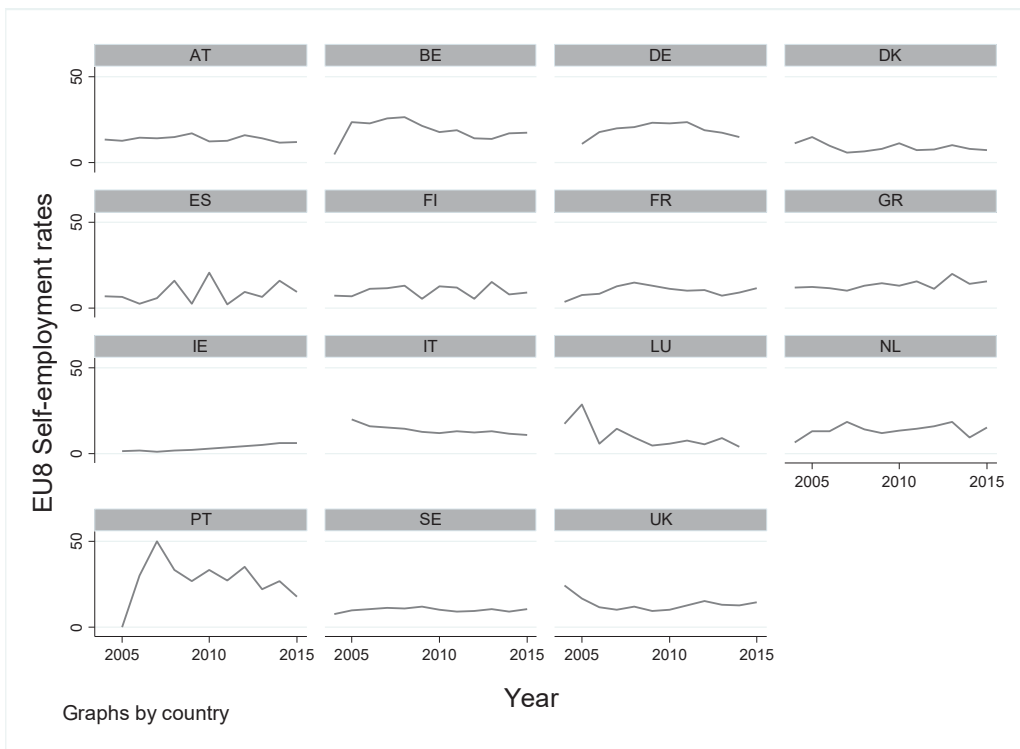 AT BE DE DK
50
0
ES FI FR GR
50
0
IE IT LU NL
50
0
2005 2010 2015
PT SE UK
50
0
2005 2010 2015 2005 2010 2015 2005 2010 2015
EU8 Self-employment rates
Year
Graphs by country